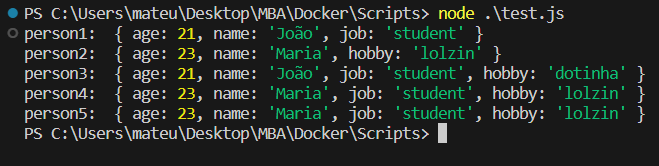 PS C:\Users\mateu\Desktop\MBA\Docker\Scripts> node .\test.js
person1:  { age: 21, name: 'João', job: 'student' }
person2:  { age: 23, name: 'Maria', hobby: 'lolzin' }
person3:  { age: 21, name: 'João', job: 'student', hobby: 'dotinha' }
person4:  { age: 23, name: 'Maria', job: 'student', hobby: 'lolzin' }
person5:  { age: 23, name: 'Maria', job: 'student', hobby: 'lolzin' }
PS C:\Users\mateu\Desktop\MBA\Docker\Scripts>